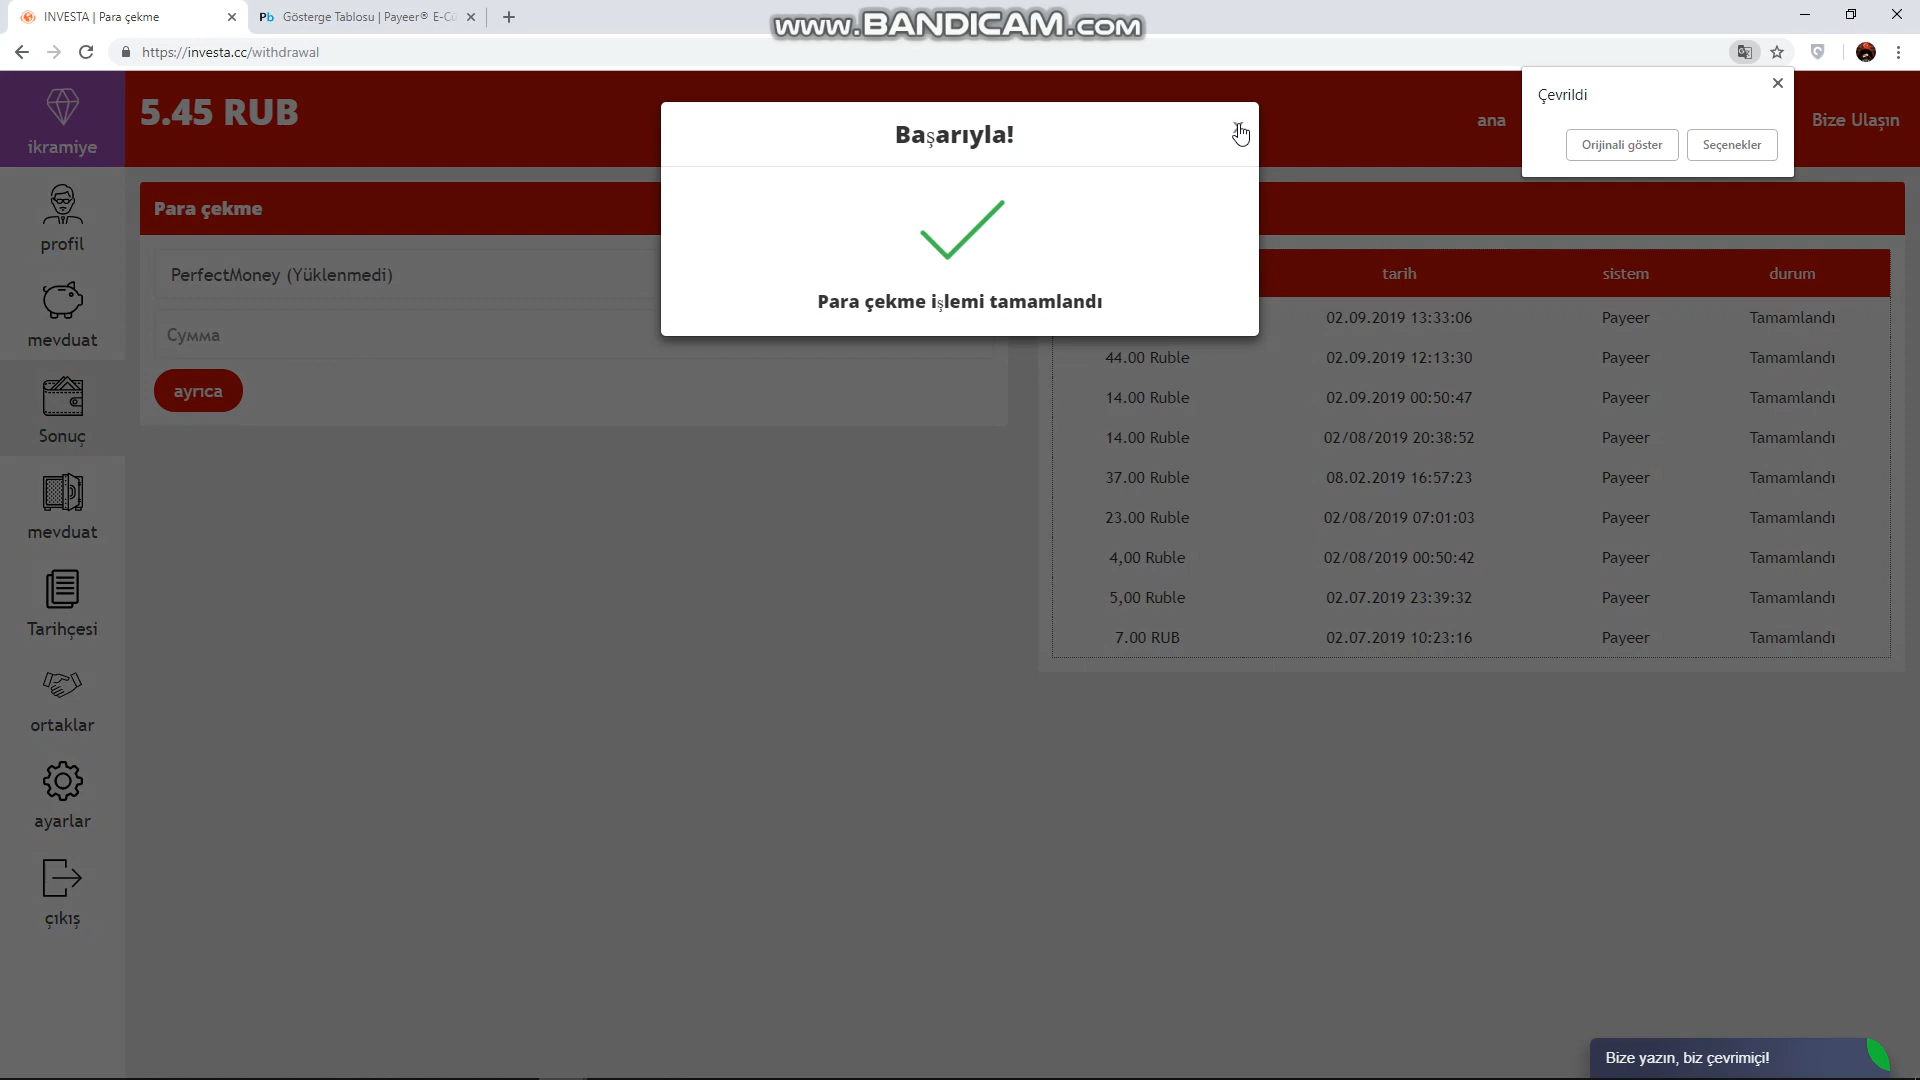 INVESTA | Para çekme
Pb Gösterge Tablosu | Payeer® E-Cü
www.BANDICAM.com
https://investa.cc/withdrawal
Çevrildi
Orijinali göster
Seçenekler
ikramiye
5.45 RUB
ana
Bize Ulaşın
Başarıyla!
Para çekme işlemi tamamlandı
profil
mevduat
Sonuç
mevduat
Tarihçesi
ortaklar
ayarlar
çıkış
Para çekme
PerfectMoney (Yüklenmedi)
Сумма
ayrıca
tarih sistem durum
02.09.2019 13:33:06 Payeer Tamamlandı
44.00 Ruble 02.09.2019 12:13:30 Payeer Tamamlandı
14.00 Ruble 02.09.2019 00:50:47 Payeer Tamamlandı
14.00 Ruble 02/08/2019 20:38:52 Payeer Tamamlandı
37.00 Ruble 08.02.2019 16:57:23 Payeer Tamamlandı
23.00 Ruble 02/08/2019 07:01:03 Payeer Tamamlandı
4,00 Ruble 02/08/2019 00:50:42 Payeer Tamamlandı
5,00 Ruble 02.07.2019 23:39:32 Payeer Tamamlandı
7.00 RUB 02.07.2019 10:23:16 Payeer Tamamlandı
Bize yazın, biz çevrimiçi!